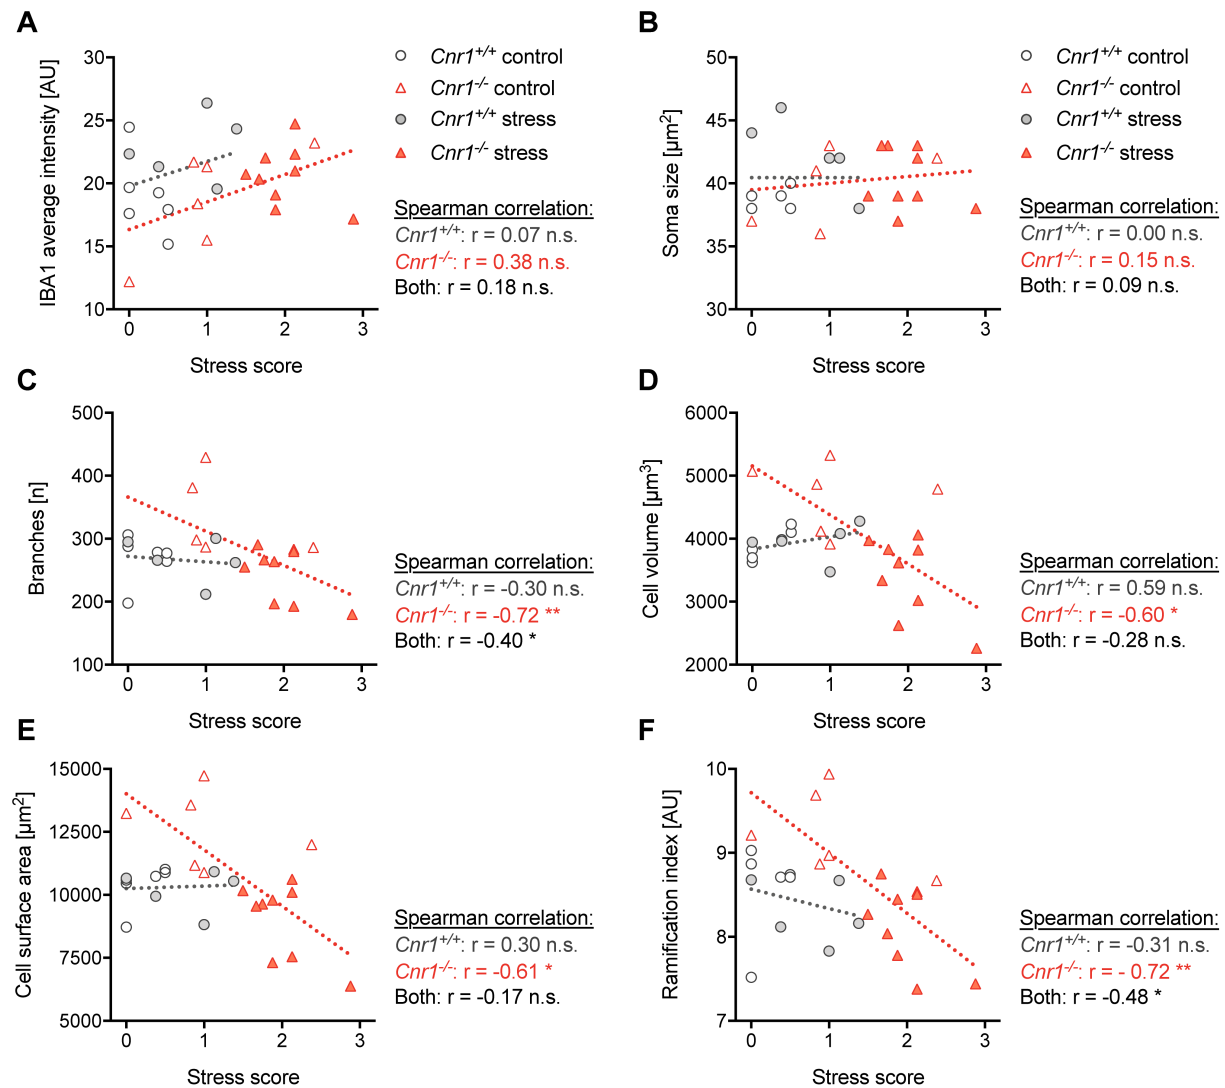 A
30
25
20
15
10
IBA1 average intensity [AU]
0 1 2 3
Stress score
Cnr1+/+ control
Cnr1-/- control
Cnr1+/+ stress
Cnr1-/- stress
Spearman correlation:
Cnr1+/+: r = 0.07 n.s.
Cnr1-/-: r = 0.38 n.s.
Both: r = 0.18 n.s.
B
50
45
40
35
30
Soma size [µm2]
0 1 2 3
Stress score
Cnr1+/+ control
Cnr1-/- control
Cnr1+/+ stress
Cnr1-/- stress
Spearman correlation:
Cnr1+/+: r = 0.00 n.s.
Cnr1-/-: r = 0.15 n.s.
Both: r = 0.09 n.s.
C
500
400
300
200
100
Branches [n]
0 1 2 3
Stress score
Spearman correlation:
Cnr1+/+: r = -0.30 n.s.
Cnr1-/-: r = -0.72 **
Both: r = -0.40 *
D
6000
5000
4000
3000
2000
Cell volume [µm3]
0 1 2 3
Stress score
Spearman correlation:
Cnr1+/+: r = 0.59 n.s.
Cnr1-/-: r = -0.60 *
Both: r = -0.28 n.s.
E
15000
12500
10000
7500
5000
Cell surface area [µm2]
0 1 2 3
Stress score
Spearman correlation:
Cnr1+/+: r = 0.30 n.s.
Cnr1-/-: r = -0.61 *
Both: r = -0.17 n.s.
F
10
9
8
7
Ramification index [AU]
0 1 2 3
Stress score
Spearman correlation:
Cnr1+/+: r = -0.31 n.s.
Cnr1-/-: r = - 0.72 **
Both: r = -0.48 *